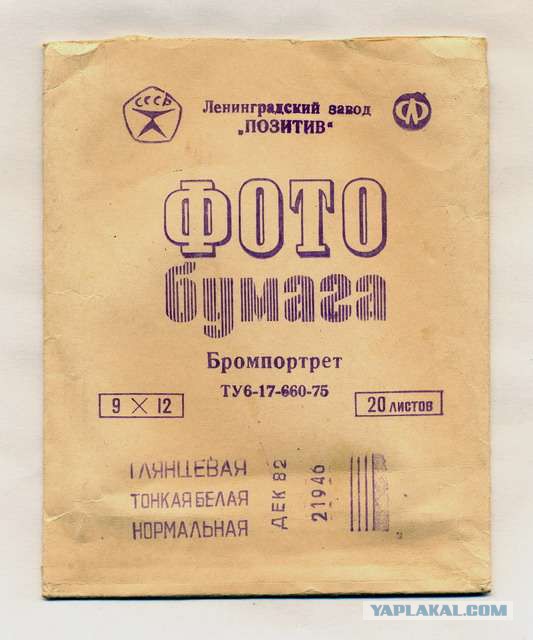 СССР
Ленинградский завод
„ПОЗИТИВ“
ФОТО
бумага
Бромпортрет
ТУ6-17-660-75
9 X 12
20 листов
ГЛЯНЦЕВАЯ
ТОНКАЯ БЕЛАЯ
НОРМАЛЬНАЯ
ДЕК 82
21946
YAPLAKAL.COM